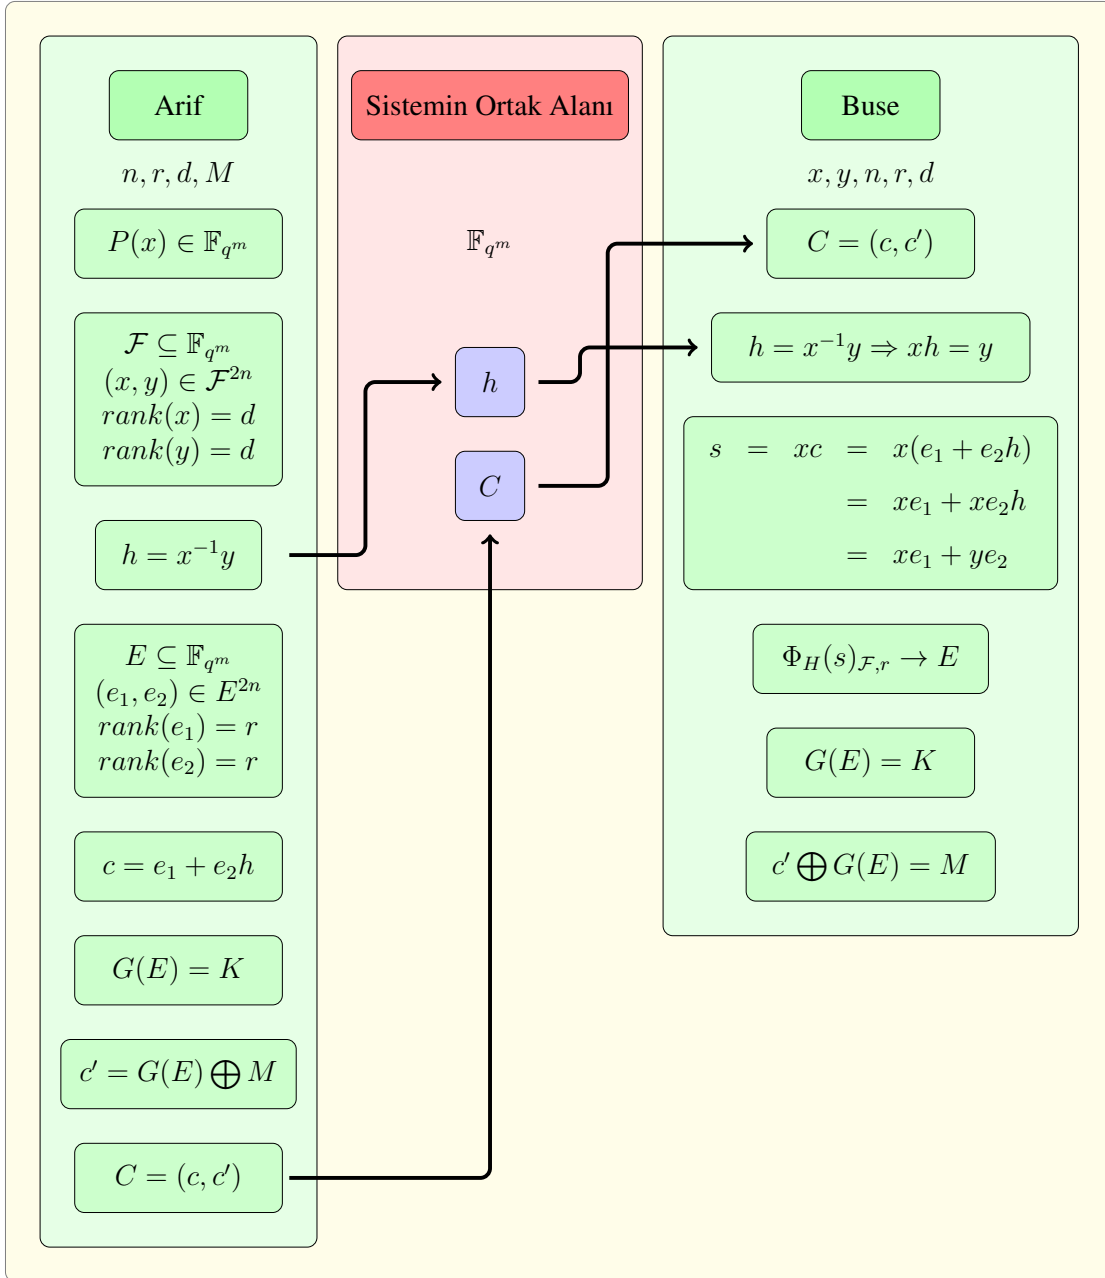 Arif
n, r, d, M
P(x) ∈ 𝔽_{q^m}
ℱ ⊆ 𝔽_{q^m}
(x, y) ∈ ℱ^{2n}
rank(x) = d
rank(y) = d
h = x^{-1}y
E ⊆ 𝔽_{q^m}
(e_1, e_2) ∈ E^{2n}
rank(e_1) = r
rank(e_2) = r
c = e_1 + e_2h
G(E) = K
c' = G(E) ⨁ M
C = (c, c')
Sistemin Ortak Alanı
𝔽_{q^m}
h
C
Buse
x, y, n, r, d
C = (c, c')
h = x^{-1}y ⇒ xh = y
s = xc = x(e_1 + e_2h)
= xe_1 + xe_2h
= xe_1 + ye_2
Φ_H(s)_{ℱ,r} → E
G(E) = K
c' ⨁ G(E) = M